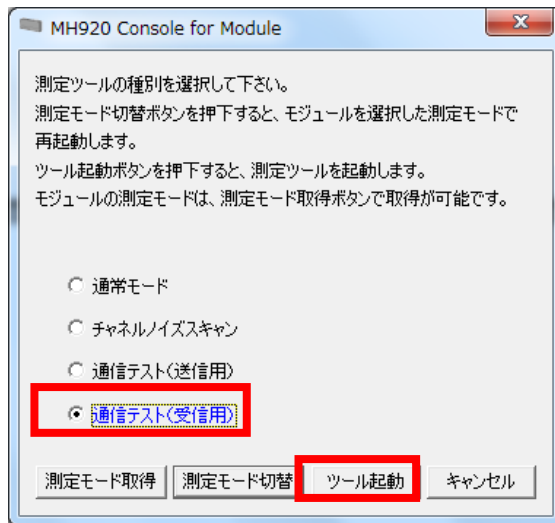 MH920 Console for Module
測定ツールの種別を選択して下さい。
測定モード切替ボタンを押下すると、モジュールを選択した測定モードで
再起動します。
ツール起動ボタンを押下すると、測定ツールを起動します。
モジュールの測定モードは、測定モード取得ボタンで取得が可能です。
通常モード
チャネルノイズスキャン
通信テスト(送信用)
通信テスト(受信用)
測定モード取得 測定モード切替 ツール起動 キャンセル